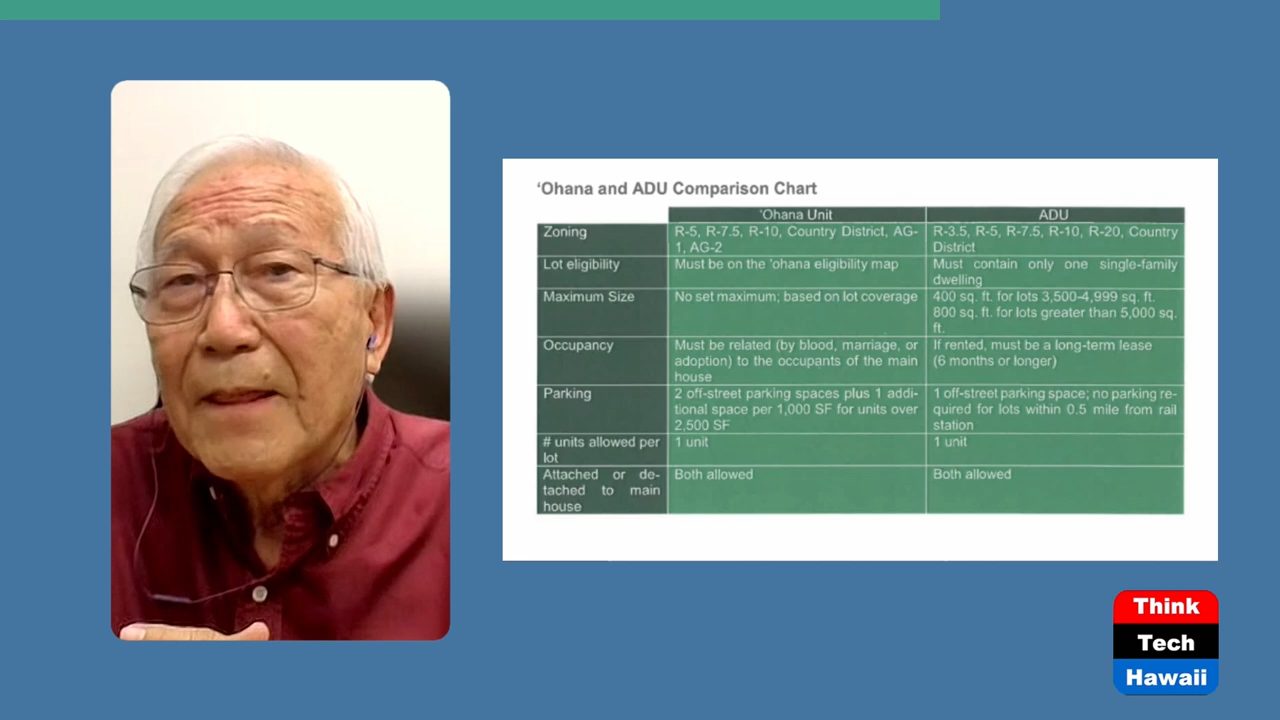 ‘Ohana and ADU Comparison Chart
'Ohana Unit
ADU
Zoning
R-5, R-7.5, R-10, Country District, AG-
1, AG-2
R-3.5, R-5, R-7.5, R-10, R-20, Country
District
Lot eligibility
Must be on the 'ohana eligibility map
Must contain only one single-family
dwelling
Maximum Size
No set maximum; based on lot coverage
400 sq. ft. for lots 3,500-4,999 sq. ft.
800 sq. ft. for lots greater than 5,000 sq.
ft.
Occupancy
Must be related (by blood, marriage, or
adoption) to the occupants of the main
house
If rented, must be a long-term lease
(6 months or longer)
Parking
2 off-street parking spaces plus 1 addi-
tional space per 1,000 SF for units over
2,500 SF
1 off-street parking space; no parking re-
quired for lots within 0.5 mile from rail
station
# units allowed per
lot
1 unit
1 unit
Attached or de-
tached to main
house
Both allowed
Both allowed
Think
Tech
Hawaii